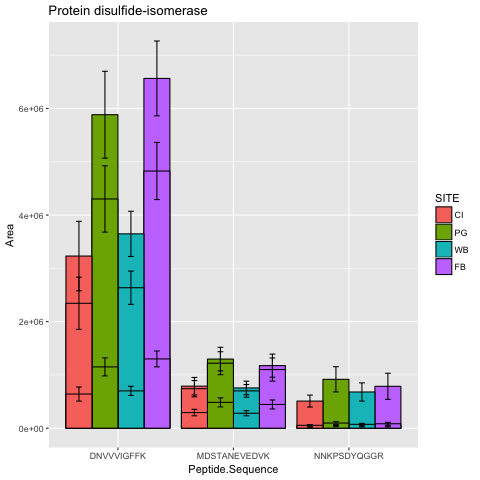 Protein disulfide-isomerase
6e+06
4e+06
2e+06
0e+00
Area
DNVVVIGFFK MDSTANEVEDVK NNKPSDYQGGR
Peptide.Sequence
SITE
CI
PG
WB
FB